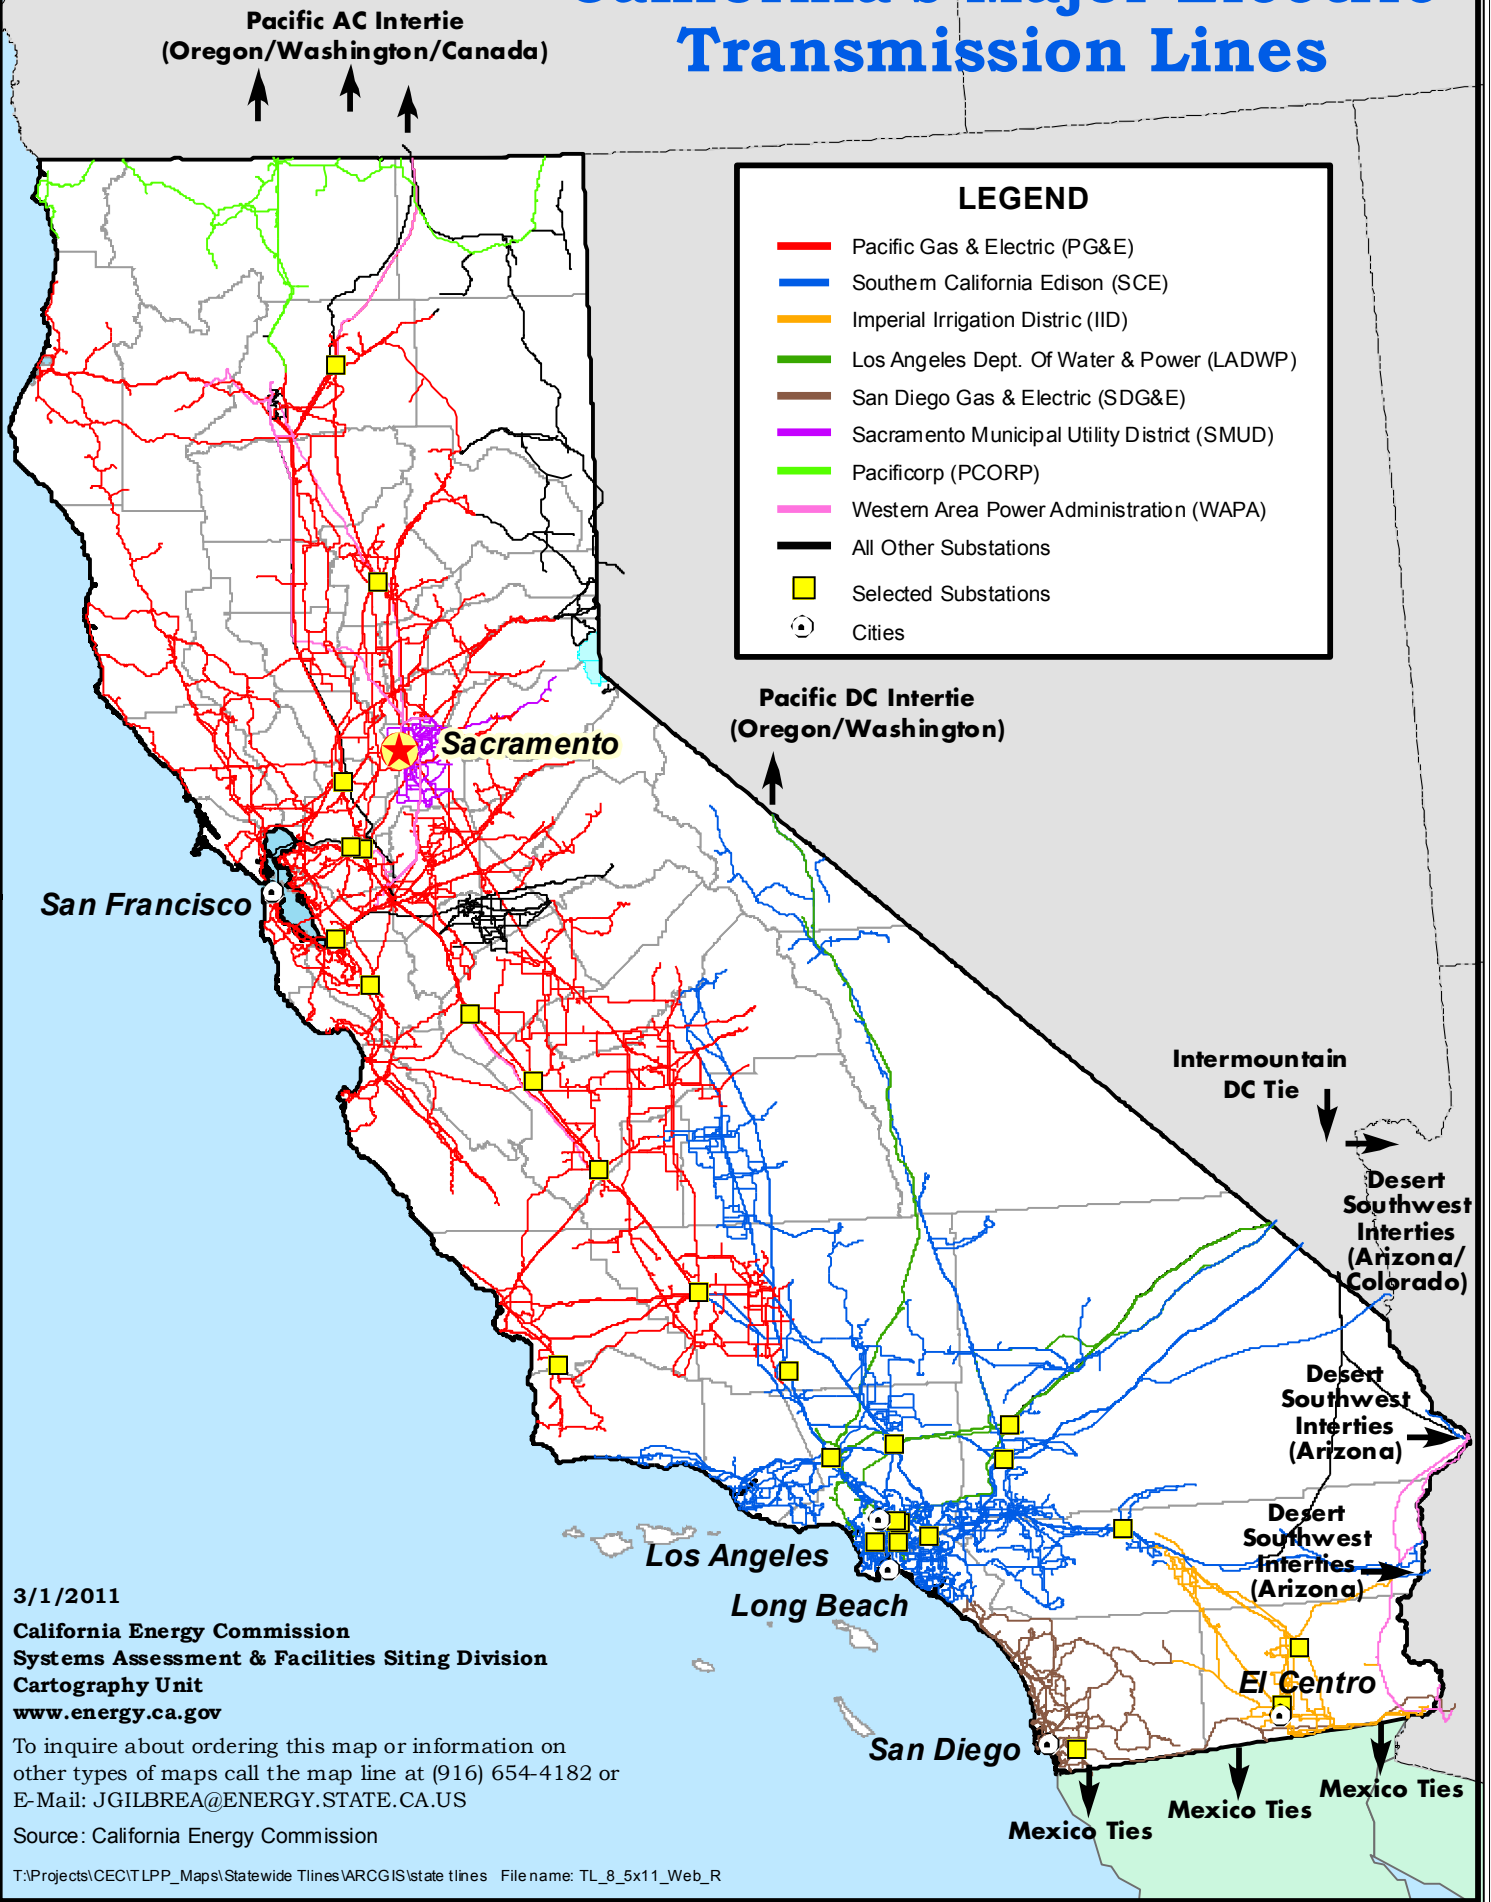 California's Major Electric
Transmission Lines
Pacific AC Intertie
(Oregon/Washington/Canada)
LEGEND
Pacific Gas & Electric (PG&E)
Southern California Edison (SCE)
Imperial Irrigation Distric (IID)
Los Angeles Dept. Of Water & Power (LADWP)
San Diego Gas & Electric (SDG&E)
Sacramento Municipal Utility District (SMUD)
Pacificorp (PCORP)
Western Area Power Administration (WAPA)
All Other Substations
Selected Substations
Cities
Pacific DC Intertie
(Oregon/Washington)
Sacramento
San Francisco
Intermountain
DC Tie
Desert
Southwest
Interties
(Arizona/
Colorado)
Desert
Southwest
Interties
(Arizona)
Desert
Southwest
Interties
(Arizona)
Los Angeles
Long Beach
El Centro
San Diego
Mexico Ties
Mexico Ties
Mexico Ties
3/1/2011
California Energy Commission
Systems Assessment & Facilities Siting Division
Cartography Unit
www.energy.ca.gov
To inquire about ordering this map or information on
other types of maps call the map line at (916) 654-4182 or
E-Mail: JGILBREA@ENERGY.STATE.CA.US
Source: California Energy Commission
T:\Projects\CEC\TLPP_Maps\Statewide Tlines\ARCGIS\state tlines File name: TL_8_5x11_Web_R